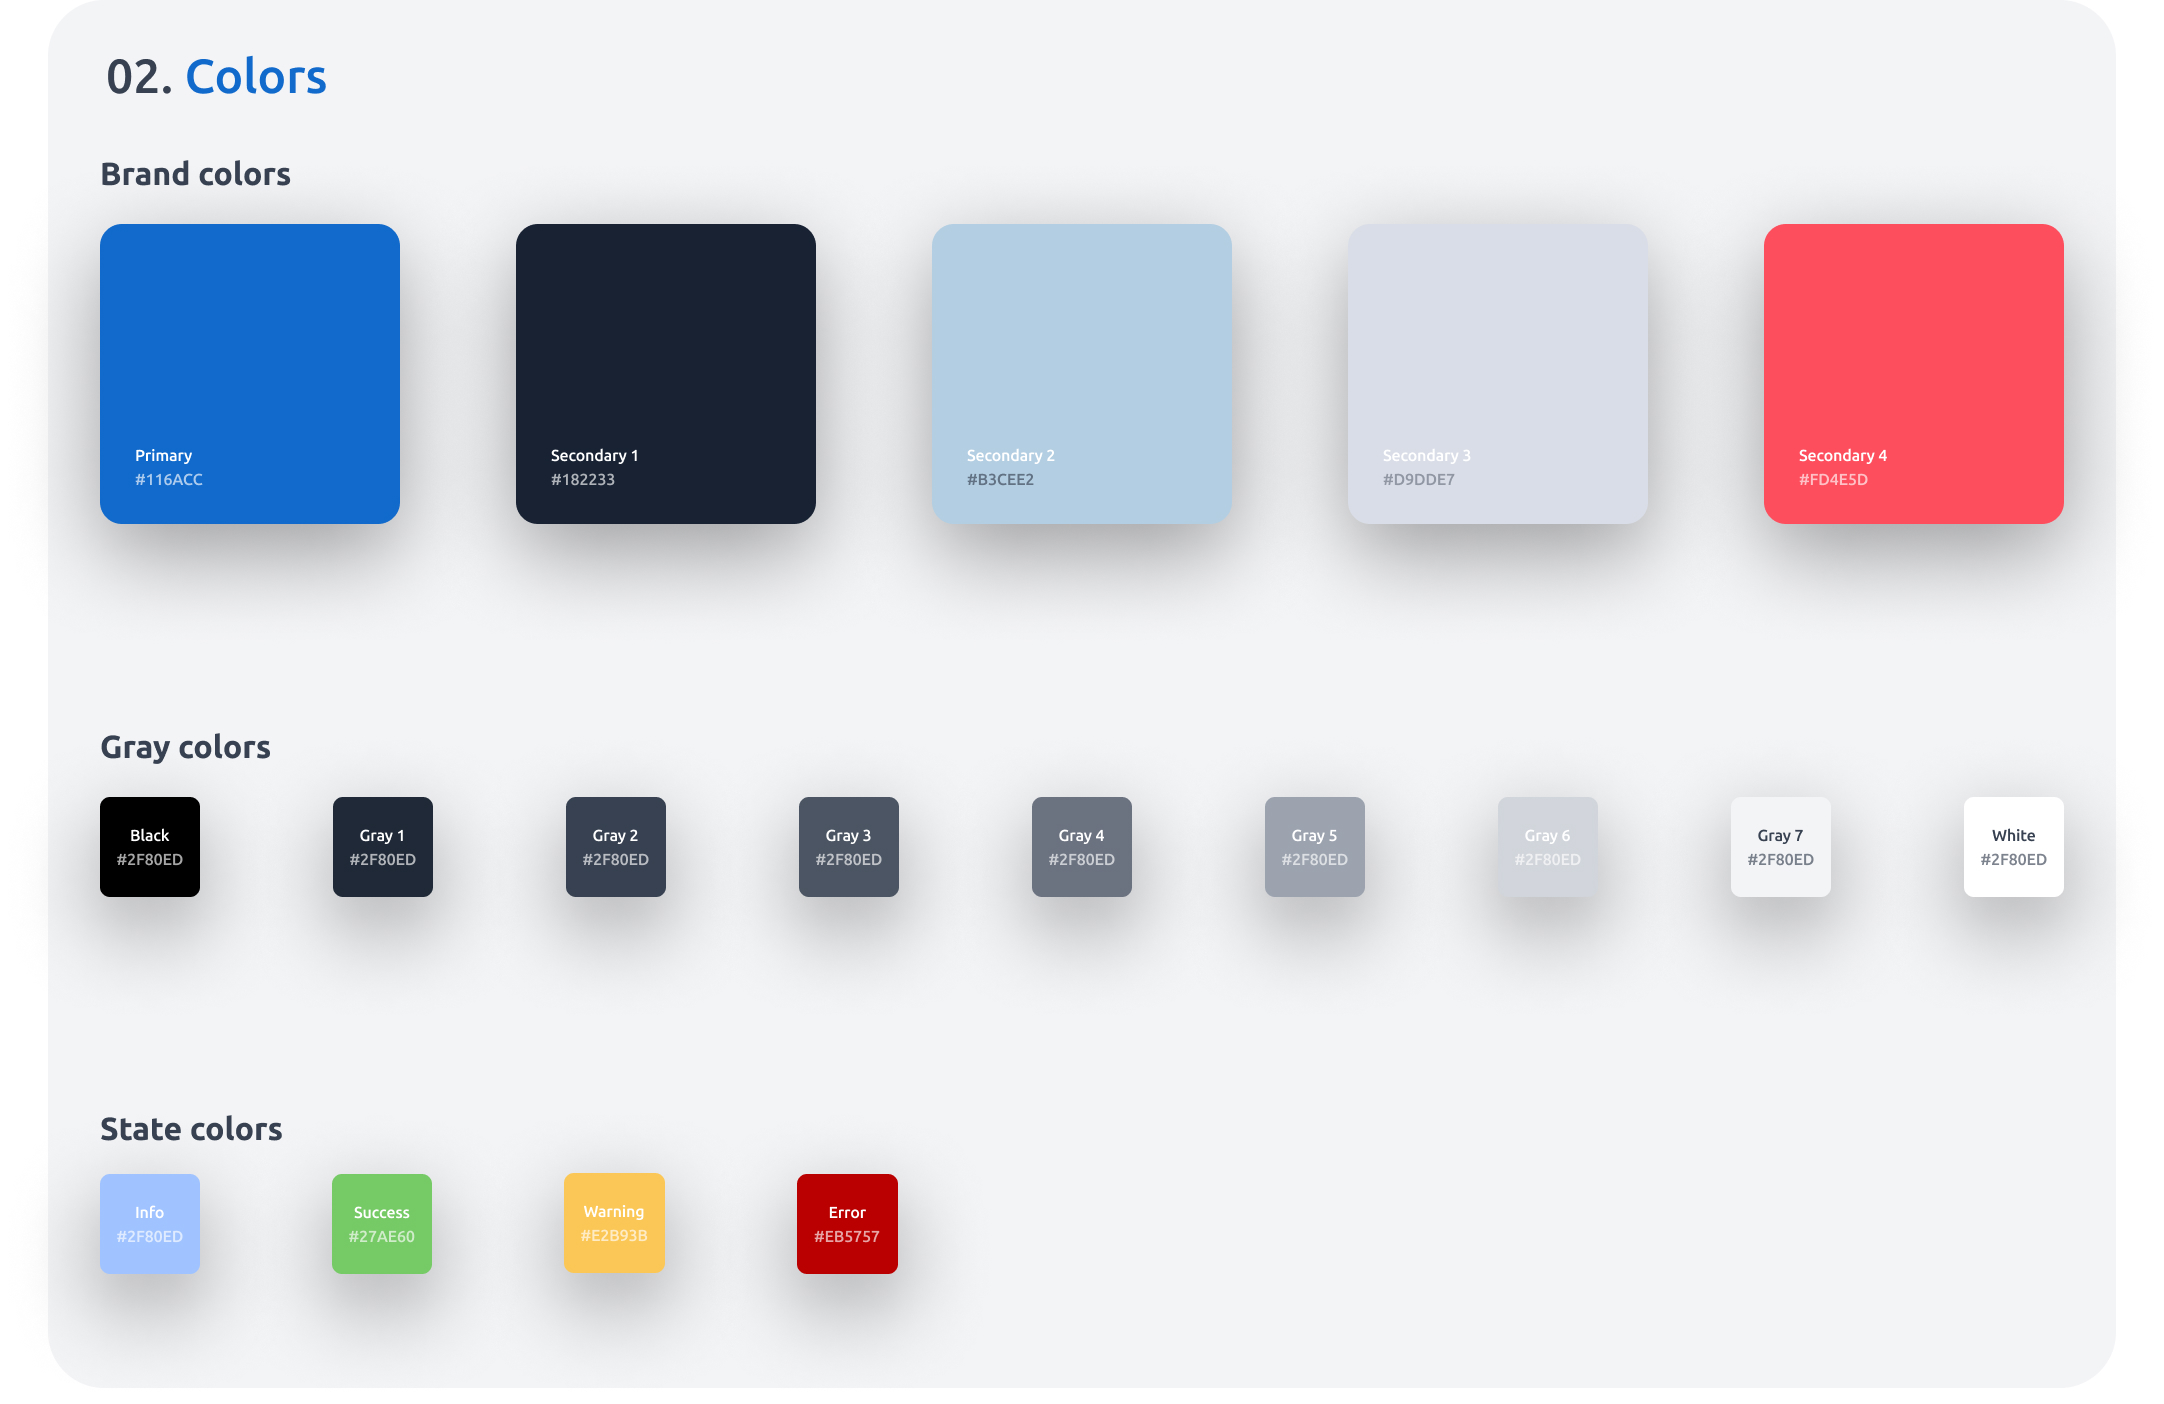 02. Colors
Brand colors
Primary
#116ACC
Secondary 1
#182233
Secondary 2
#B3CEE2
Secondary 3
#D9DDE7
Secondary 4
#FD4E5D
Gray colors
Black
#2F80ED
Gray 1
#2F80ED
Gray 2
#2F80ED
Gray 3
#2F80ED
Gray 4
#2F80ED
Gray 5
#2F80ED
Gray 6
#2F80ED
Gray 7
#2F80ED
White
#2F80ED
State colors
Info
#2F80ED
Success
#27AE60
Warning
#E2B93B
Error
#EB5757